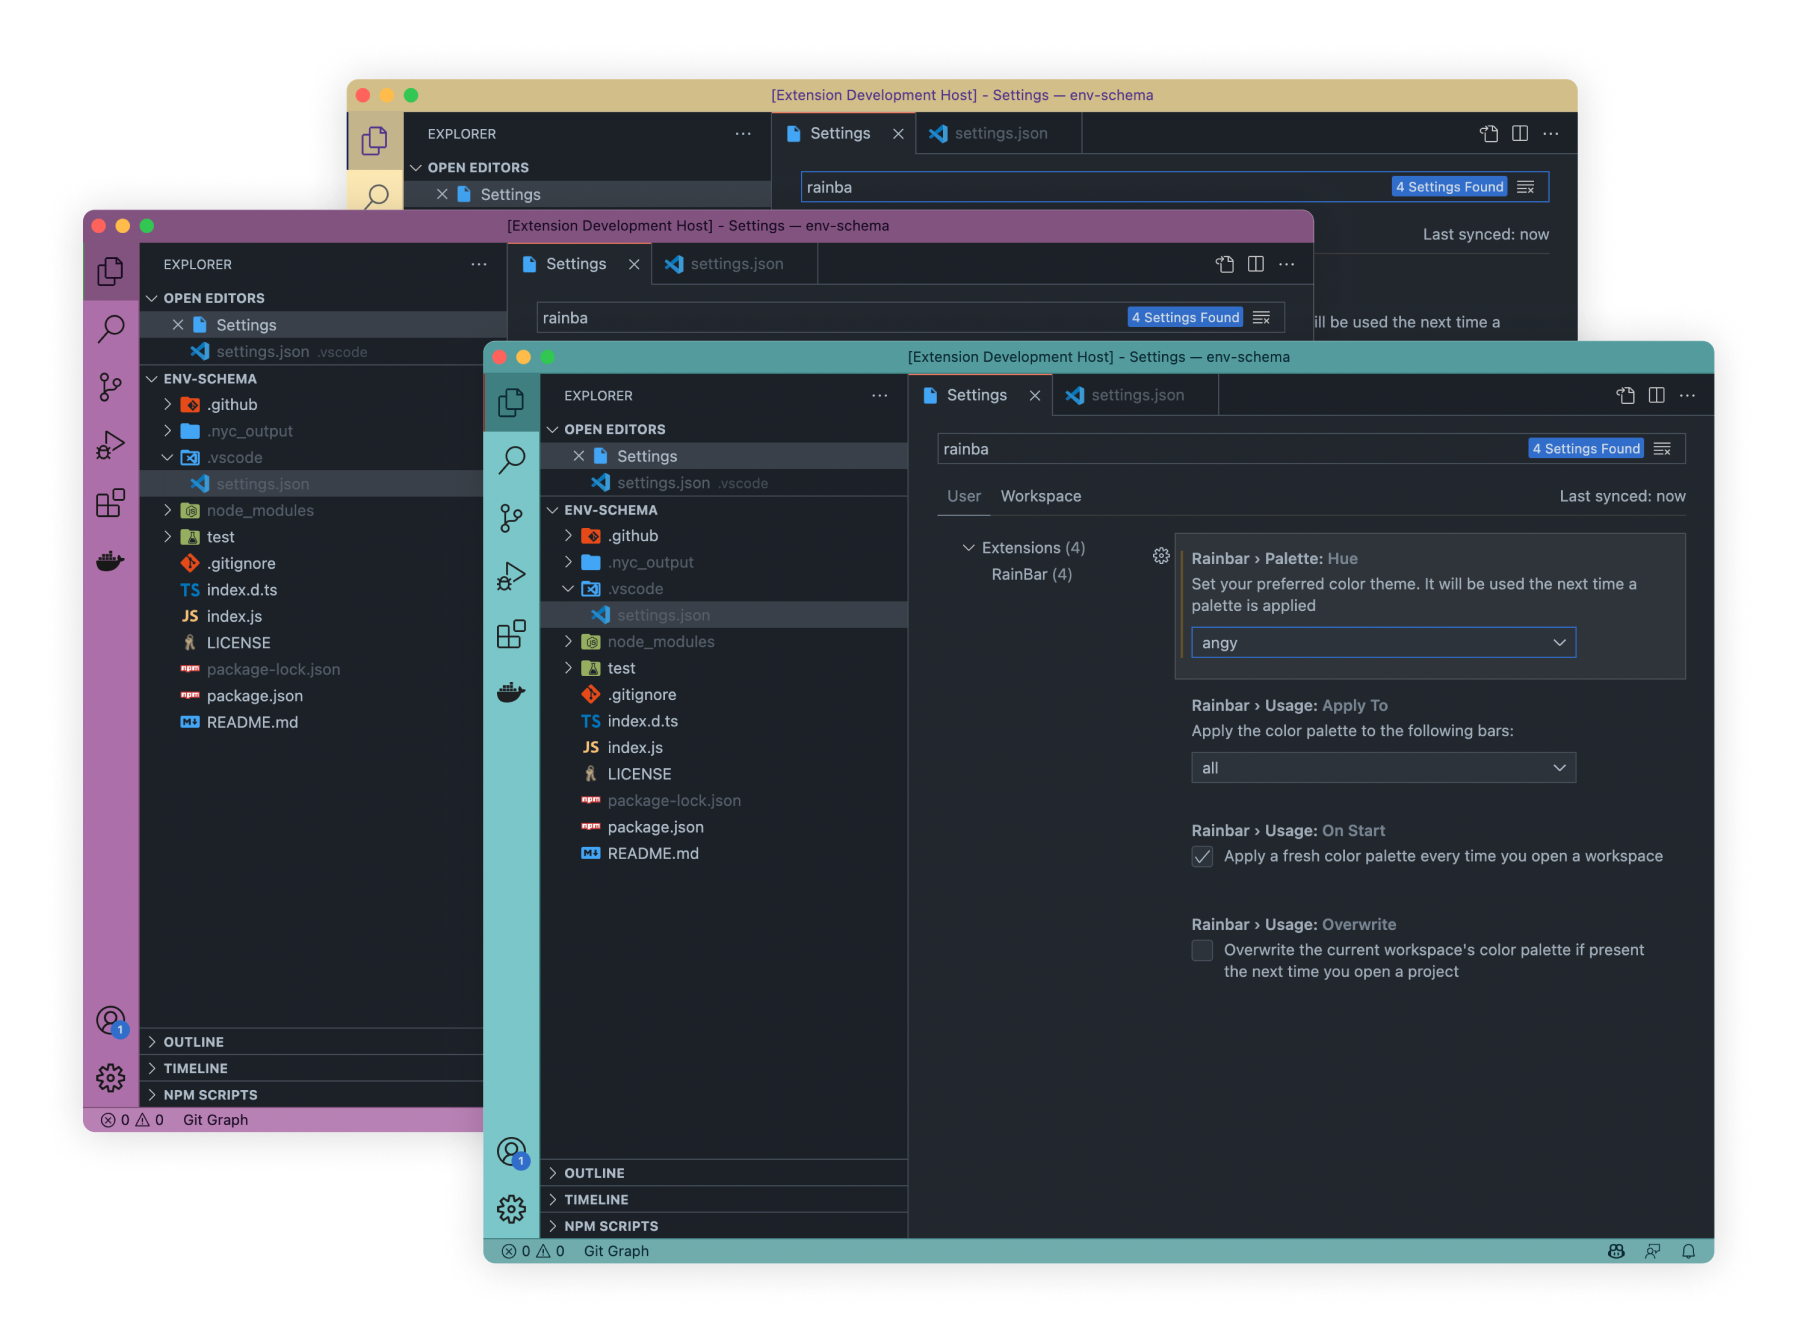 [Extension Development Host] - Settings — env-schema
EXPLORER
Settings
settings.json
OPEN EDITORS
Settings
rainba
4 Settings Found
Last synced: now
ill be used the next time a
[Extension Development Host] - Settings — env-schema
EXPLORER
Settings
settings.json
OPEN EDITORS
Settings
rainba
4 Settings Found
settings.json .vscode
ENV-SCHEMA
.github
.nyc_output
.vscode
settings.json
node_modules
test
.gitignore
TS index.d.ts
JS index.js
LICENSE
npm package-lock.json
npm package.json
M README.md
1
OUTLINE
TIMELINE
NPM SCRIPTS
0 0 Git Graph
[Extension Development Host] - Settings — env-schema
EXPLORER
Settings
settings.json
OPEN EDITORS
Settings
settings.json .vscode
ENV-SCHEMA
.github
.nyc_output
.vscode
settings.json
node_modules
test
.gitignore
TS index.d.ts
JS index.js
LICENSE
npm package-lock.json
npm package.json
M README.md
1
OUTLINE
TIMELINE
NPM SCRIPTS
rainba
4 Settings Found
User Workspace
Last synced: now
Extensions (4)
RainBar (4)
Rainbar › Palette: Hue
Set your preferred color theme. It will be used the next time a
palette is applied
angy
Rainbar › Usage: Apply To
Apply the color palette to the following bars:
all
Rainbar › Usage: On Start
Apply a fresh color palette every time you open a workspace
Rainbar › Usage: Overwrite
Overwrite the current workspace's color palette if present
the next time you open a project
0 0 Git Graph